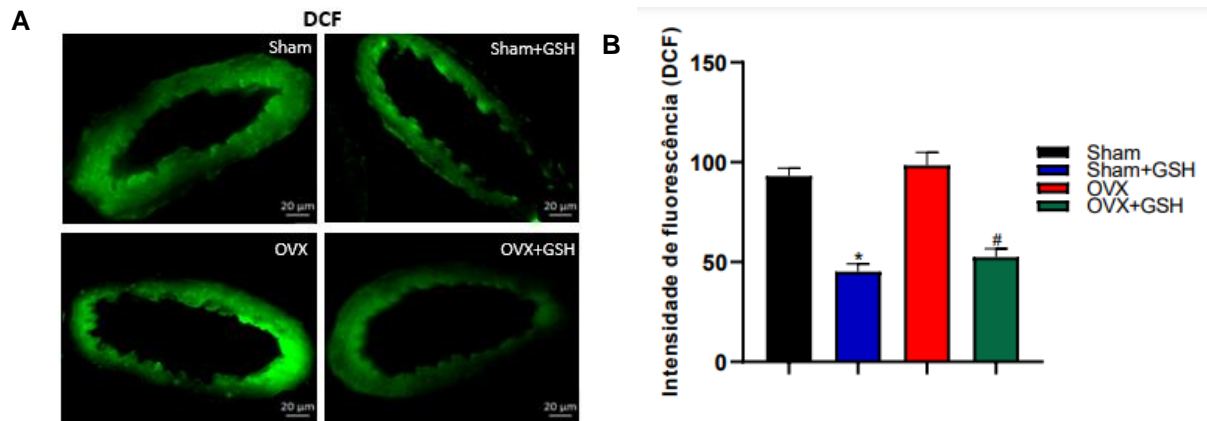 A
DCF
Sham
20 µm
Sham+GSH
20 µm
OVX
20 µm
OVX+GSH
20 µm
B
Intensidade de fluorescência (DCF)
150
100
50
0
*
#
Sham
Sham+GSH
OVX
OVX+GSH